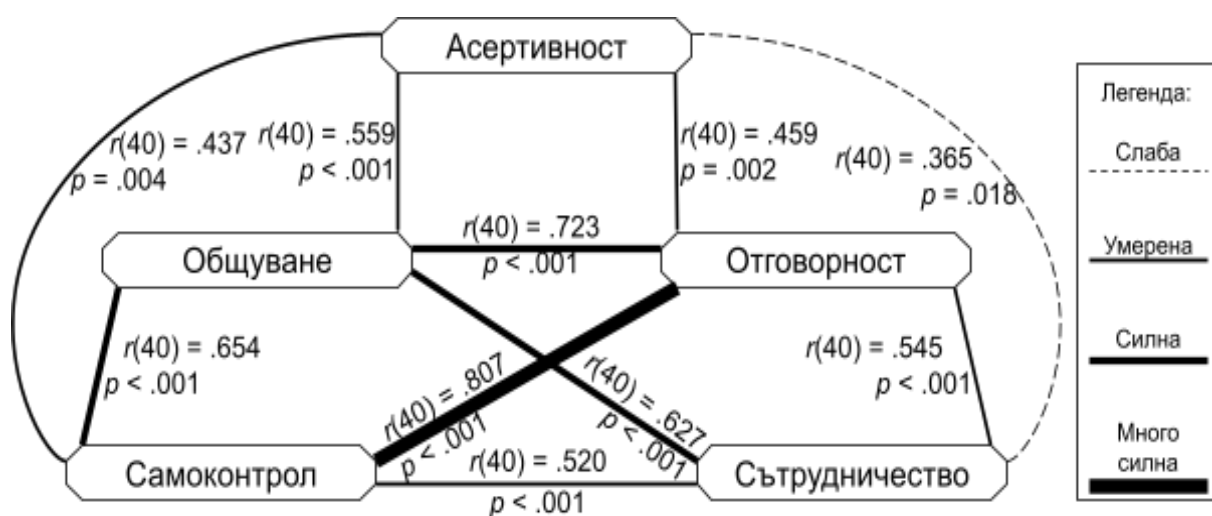 Асертивност
r(40) = .437
p = .004
r(40) = .559
p < .001
r(40) = .459
p = .002
r(40) = .365
p = .018
Общуване
r(40) = .723
p < .001
Отговорност
r(40) = .654
p < .001
r(40) = .807
p < .001
r(40) = .627
p < .001
r(40) = .545
p < .001
Самоконтрол
r(40) = .520
p < .001
Сътрудничество
Легенда:
Слаба
Умерена
Силна
Много
силна